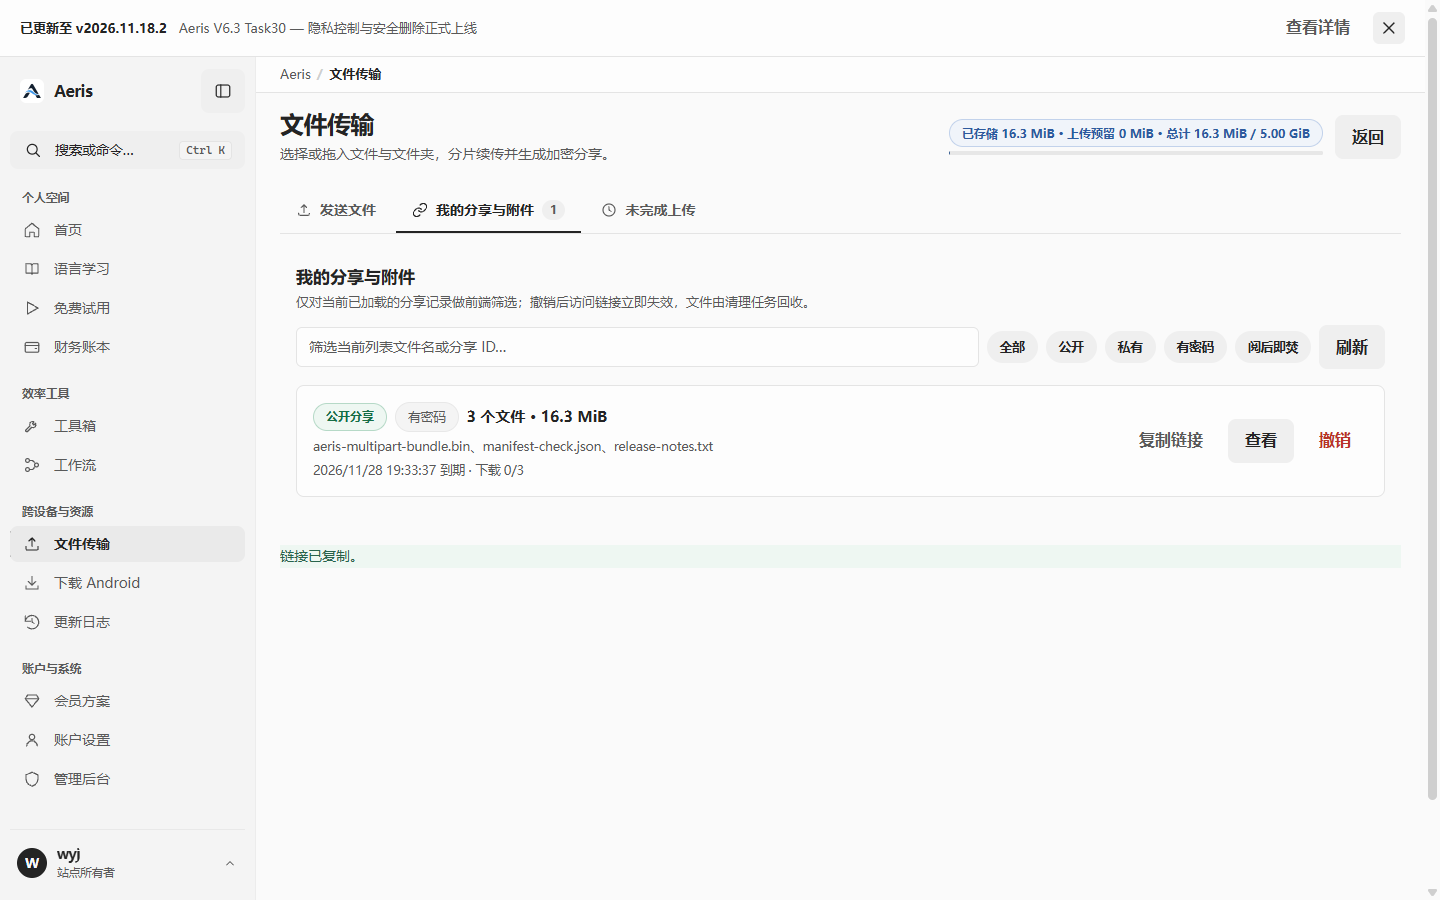 已更新至 v2026.11.18.2 Aeris V6.3 Task30 — 隐私控制与安全删除正式上线
查看详情
Aeris
搜索或命令... Ctrl K
个人空间
首页
语言学习
免费试用
财务账本
效率工具
工具箱
工作流
跨设备与资源
文件传输
下载 Android
更新日志
账户与系统
会员方案
账户设置
管理后台
W
wyj
站点所有者
Aeris / 文件传输
文件传输
选择或拖入文件与文件夹，分片续传并生成加密分享。
已存储 16.3 MiB • 上传预留 0 MiB • 总计 16.3 MiB / 5.00 GiB
返回
发送文件 我的分享与附件 1 未完成上传
我的分享与附件
仅对当前已加载的分享记录做前端筛选；撤销后访问链接立即失效，文件由清理任务回收。
筛选当前列表文件名或分享 ID...
全部 公开 私有 有密码 阅后即焚 刷新
公开分享 有密码 3 个文件 • 16.3 MiB
aeris-multipart-bundle.bin、manifest-check.json、release-notes.txt
2026/11/28 19:33:37 到期 · 下载 0/3
复制链接 查看 撤销
链接已复制。